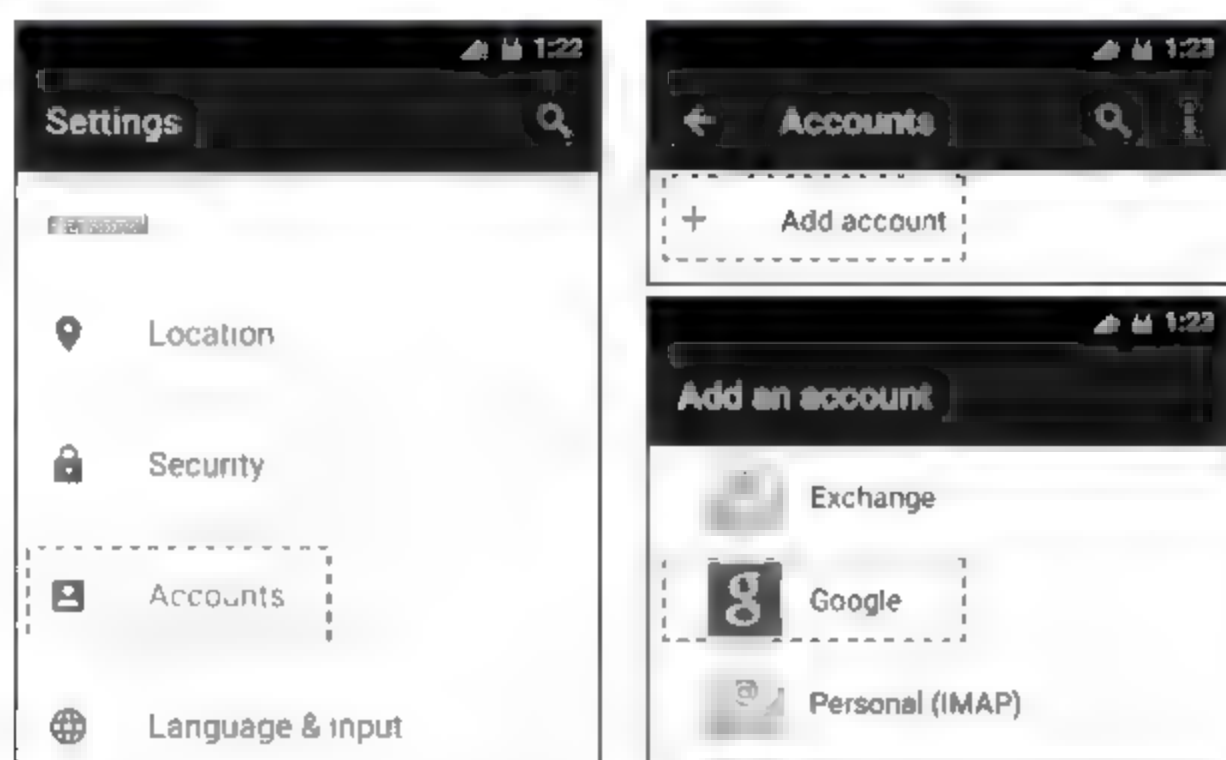 1:22
Settings
Personal
Location
Security
Accounts
Language & input
1:23
Accounts
Add account
1:23
Add an account
Exchange
g Google
Personal (IMAP)